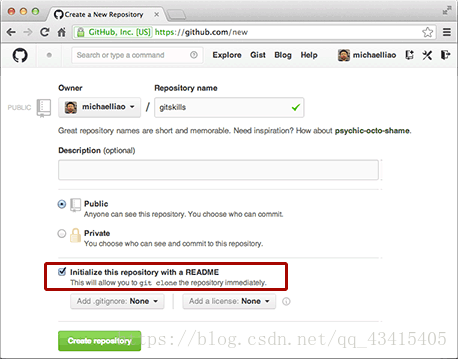 Create a New Repository
GitHub, Inc. [US] https://github.com/new
Search or type a command
Explore Gist Blog Help
michaelliao
Owner
Repository name
PUBLIC
michaelliao / gitskills
Great repository names are short and memorable. Need inspiration? How about psychic-octo-shame.
Description (optional)
Public
Anyone can see this repository. You choose who can commit.
Private
You choose who can see and commit to this repository.
Initialize this repository with a README
This will allow you to git clone the repository immediately.
Add .gitignore: None
Add a license: None
Create repository
https://blog.csdn.net/qq_43415405